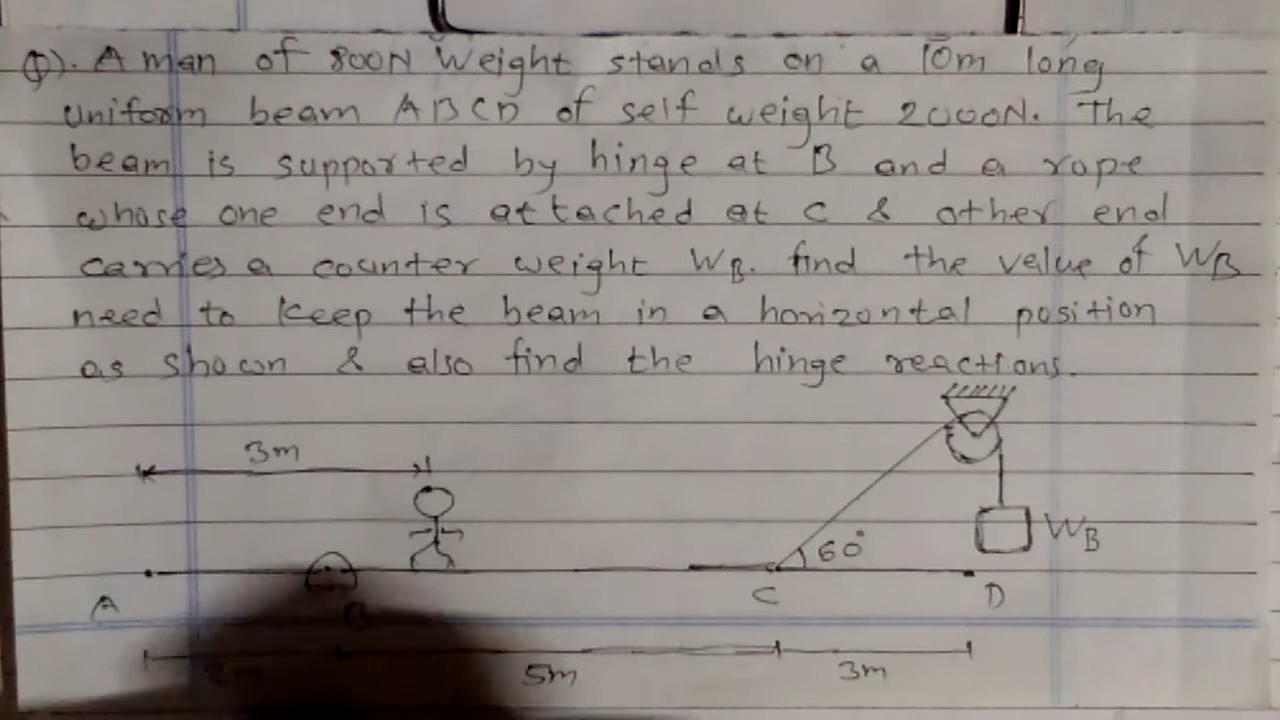 Q). A man of 800N Weight stands on a 10m long
uniform beam ABCD of self weight 2000N. The
beam is supported by hinge at B and a rope
whose one end is attached at C & other end
carries a counter weight WB. find the value of WB
need to keep the beam in a horizontal position
as shown & also find the hinge reactions.
3m
60°
WB
A
B
C
D
2m
5m
3m